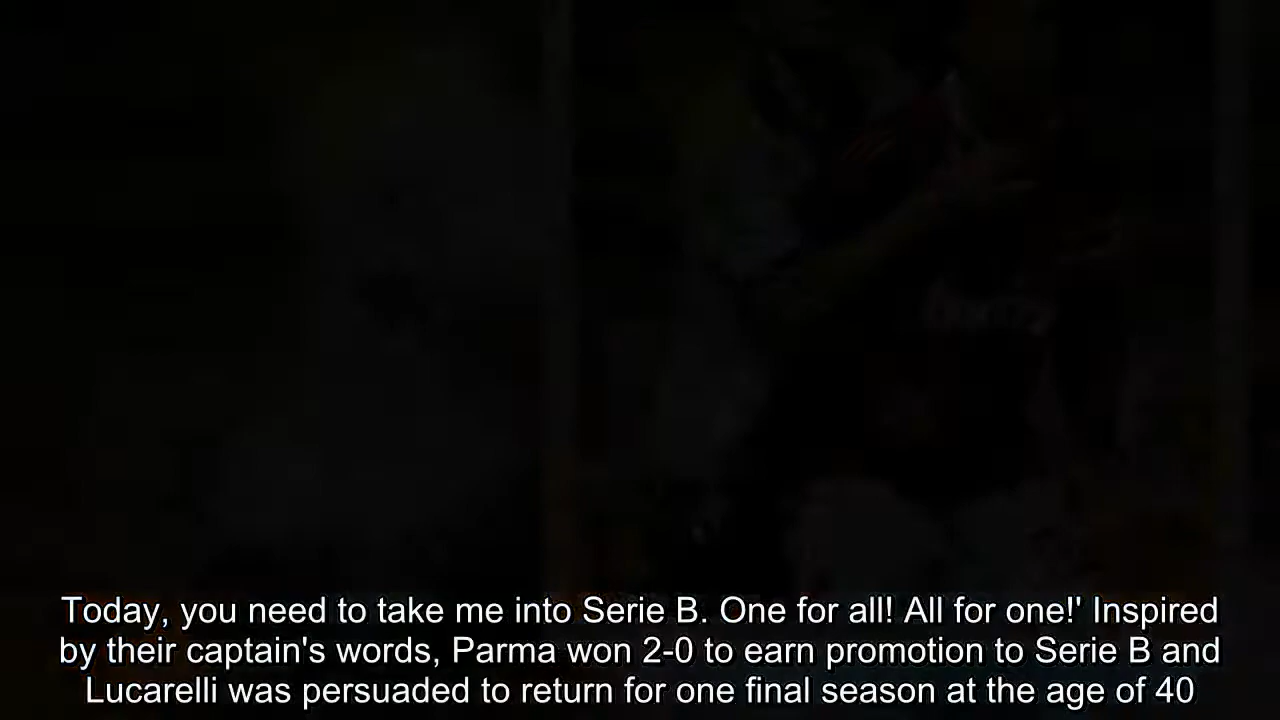 Today, you need to take me into Serie B. One for all! All for one!' Inspired
by their captain's words, Parma won 2-0 to earn promotion to Serie B and
Lucarelli was persuaded to return for one final season at the age of 40